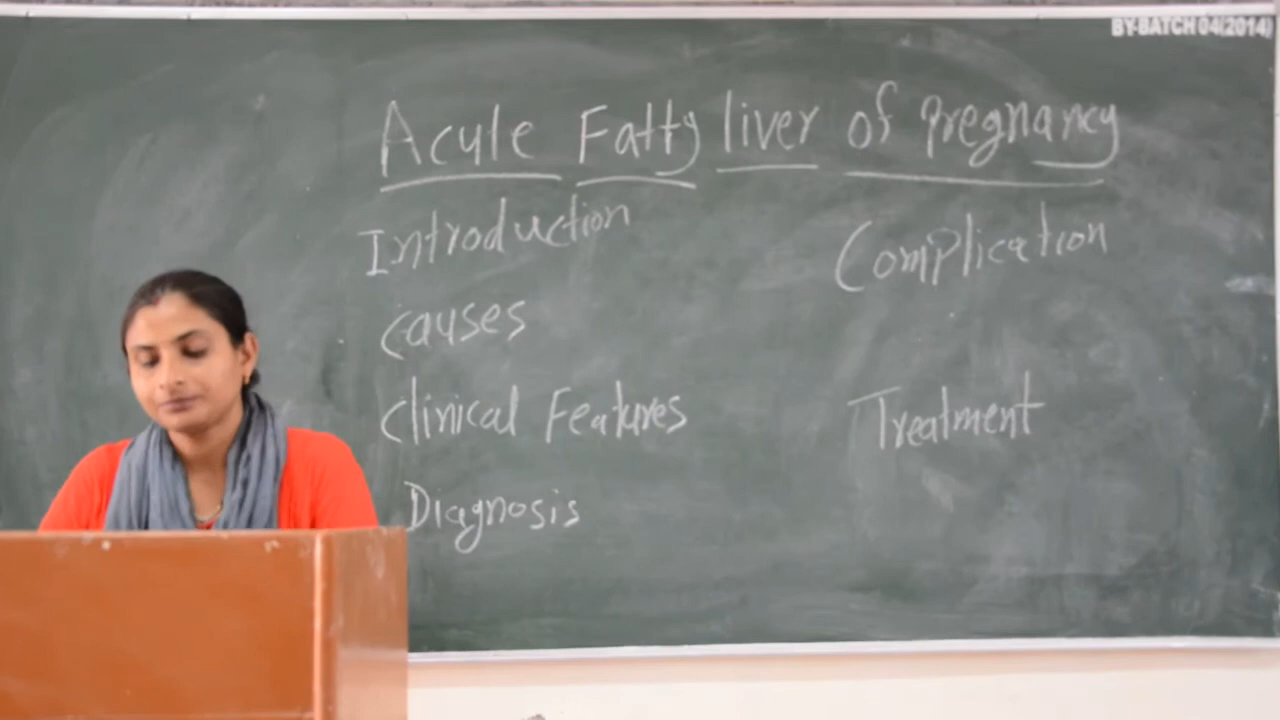 BY-BATCH 04(2014)
Acute Fatty liver of Pregnancy
Introduction
Causes
Clinical Features
Diagnosis
Complication
Treatment